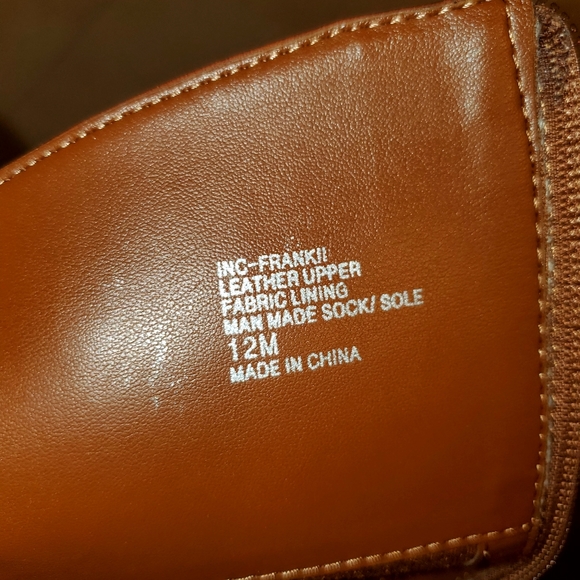 INC-FRANKII
LEATHER UPPER
FABRIC LINING
MAN MADE SOCK/ SOLE
12M
MADE IN CHINA